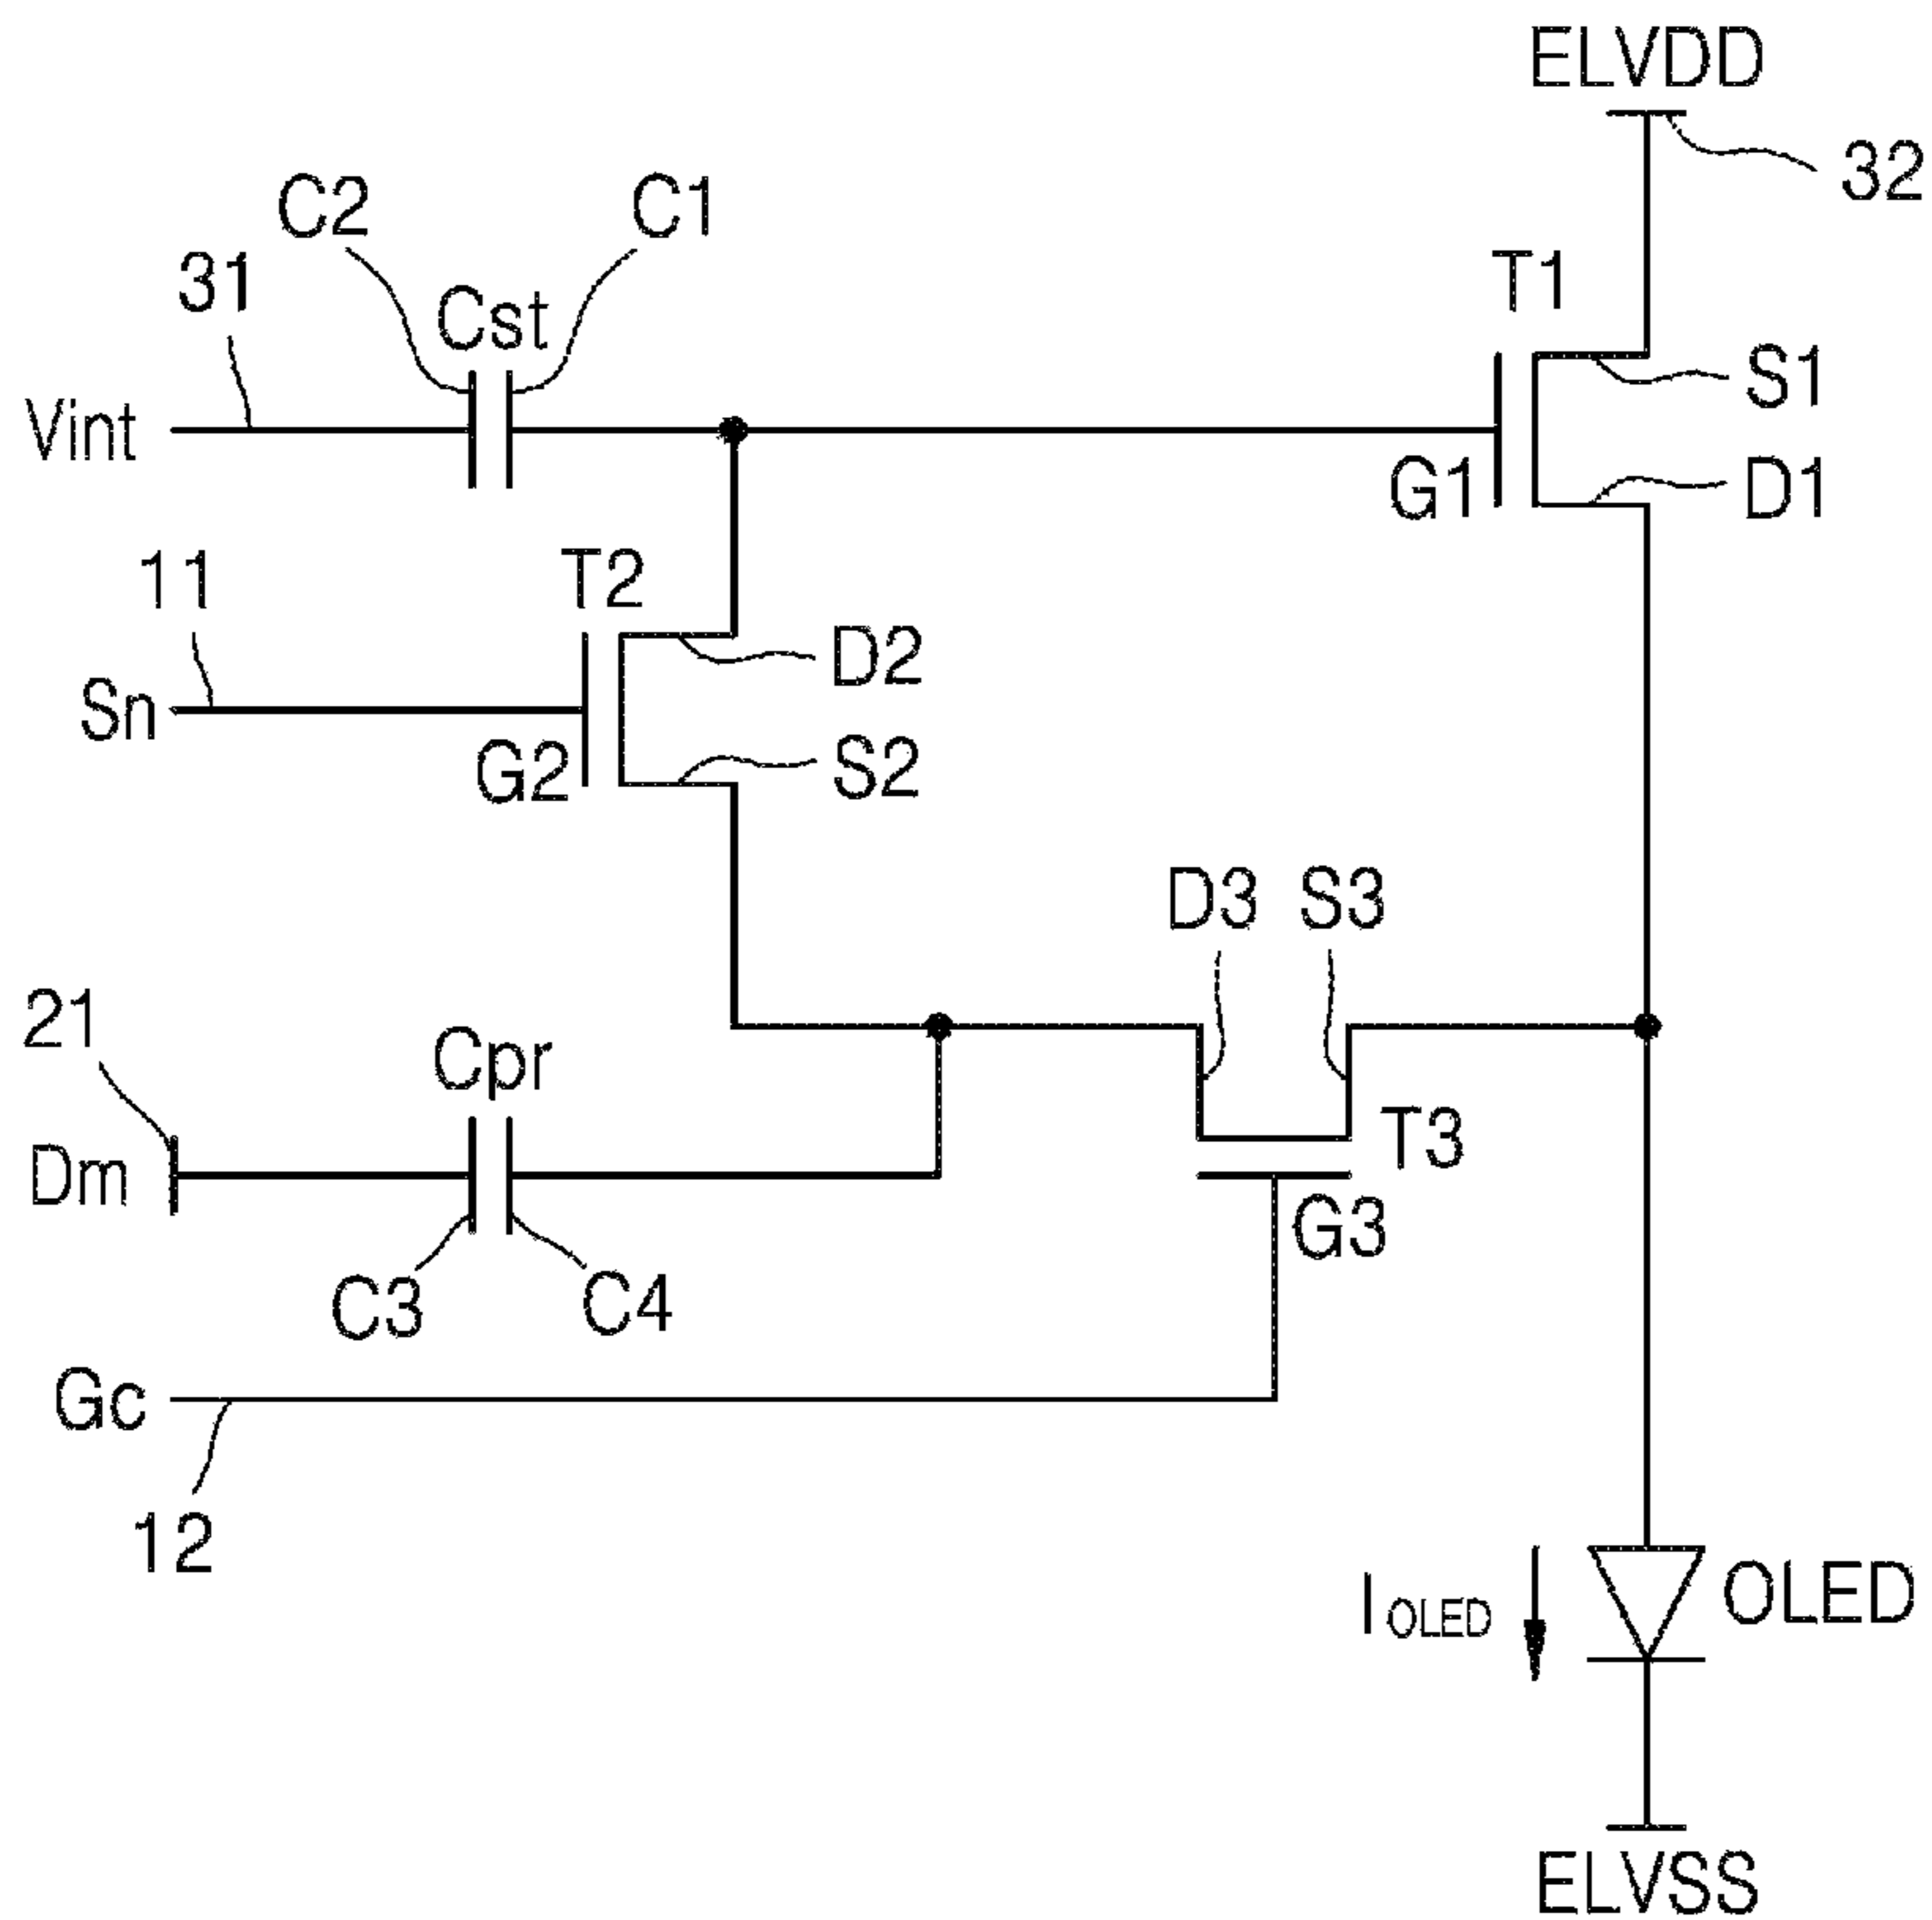 ELVDD
32
C2
C1
31
Cst
T1
S1
Vint
G1
D1
11
T2
D2
Sn
G2
S2
D3
S3
21
Cpr
T3
Dm
G3
C3
C4
Gc
12
I OLED
OLED
ELVSS